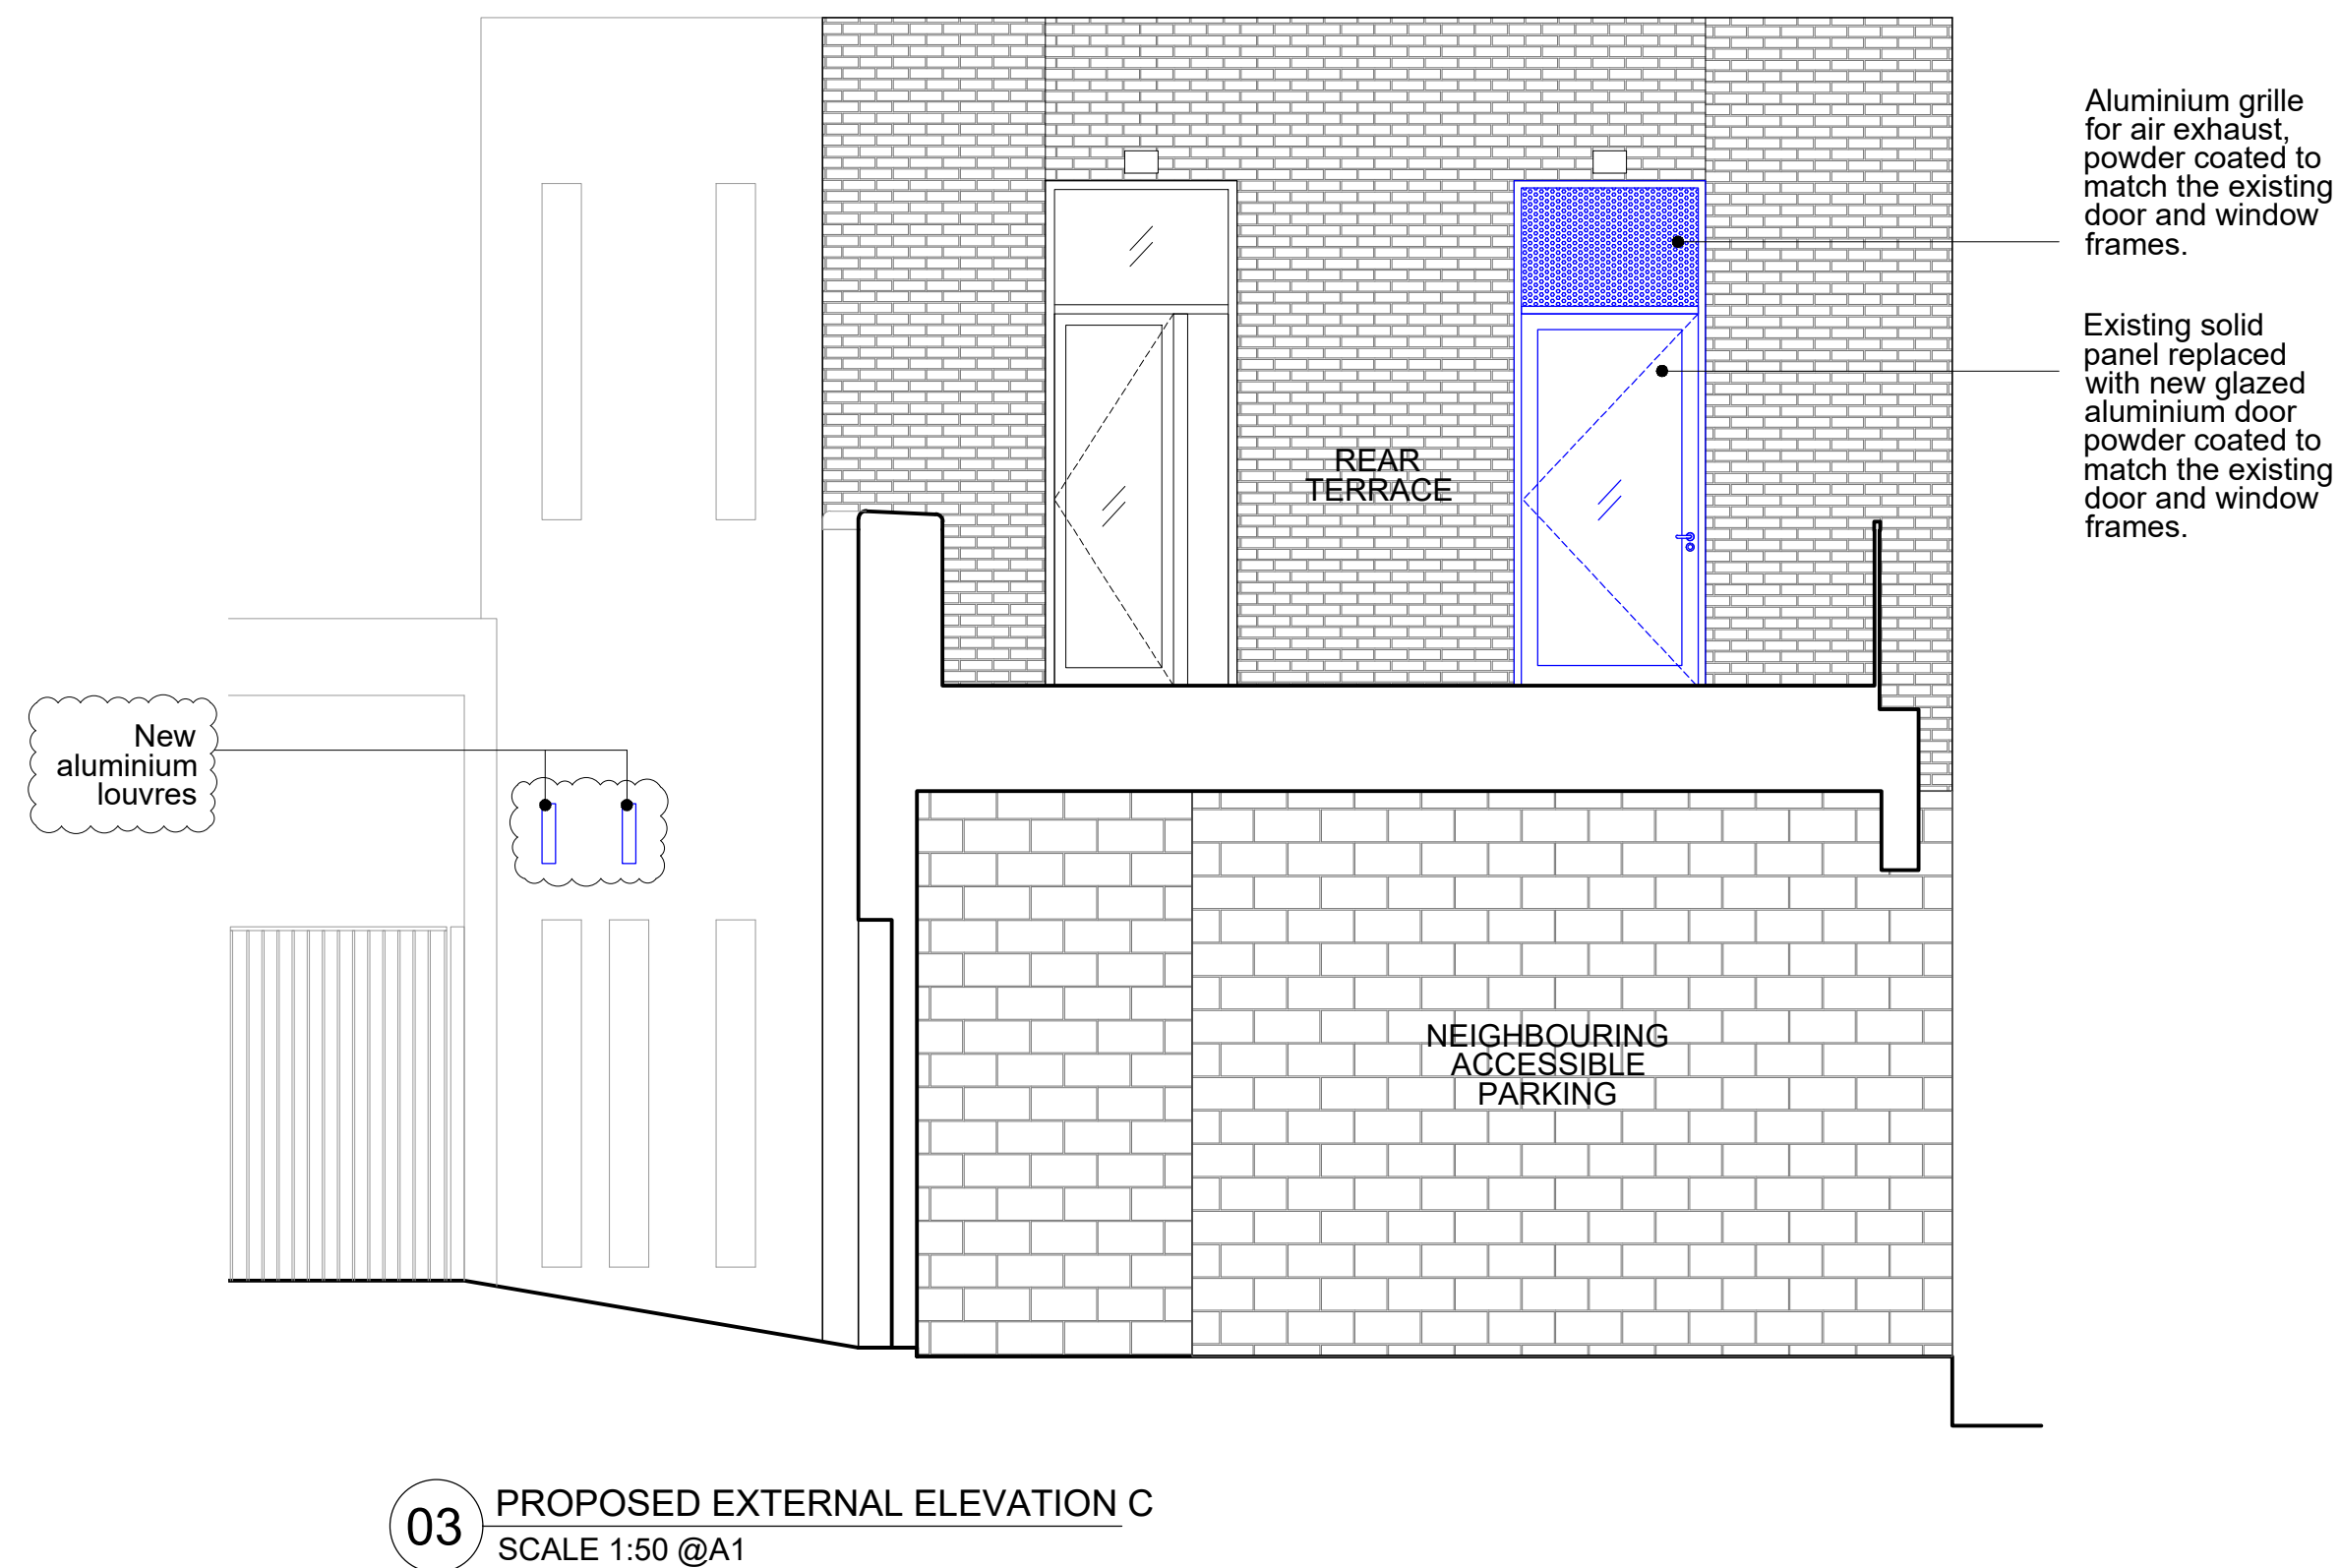 Aluminium grille
for air exhaust,
powder coated to
match the existing
door and window
frames.
Existing solid
panel replaced
with new glazed
aluminium door
powder coated to
match the existing
door and window
frames.
REAR
TERRACE
New
aluminium
louvres
NEIGHBOURING
ACCESSIBLE
PARKING
03
PROPOSED EXTERNAL ELEVATION C
SCALE 1:50 @A1